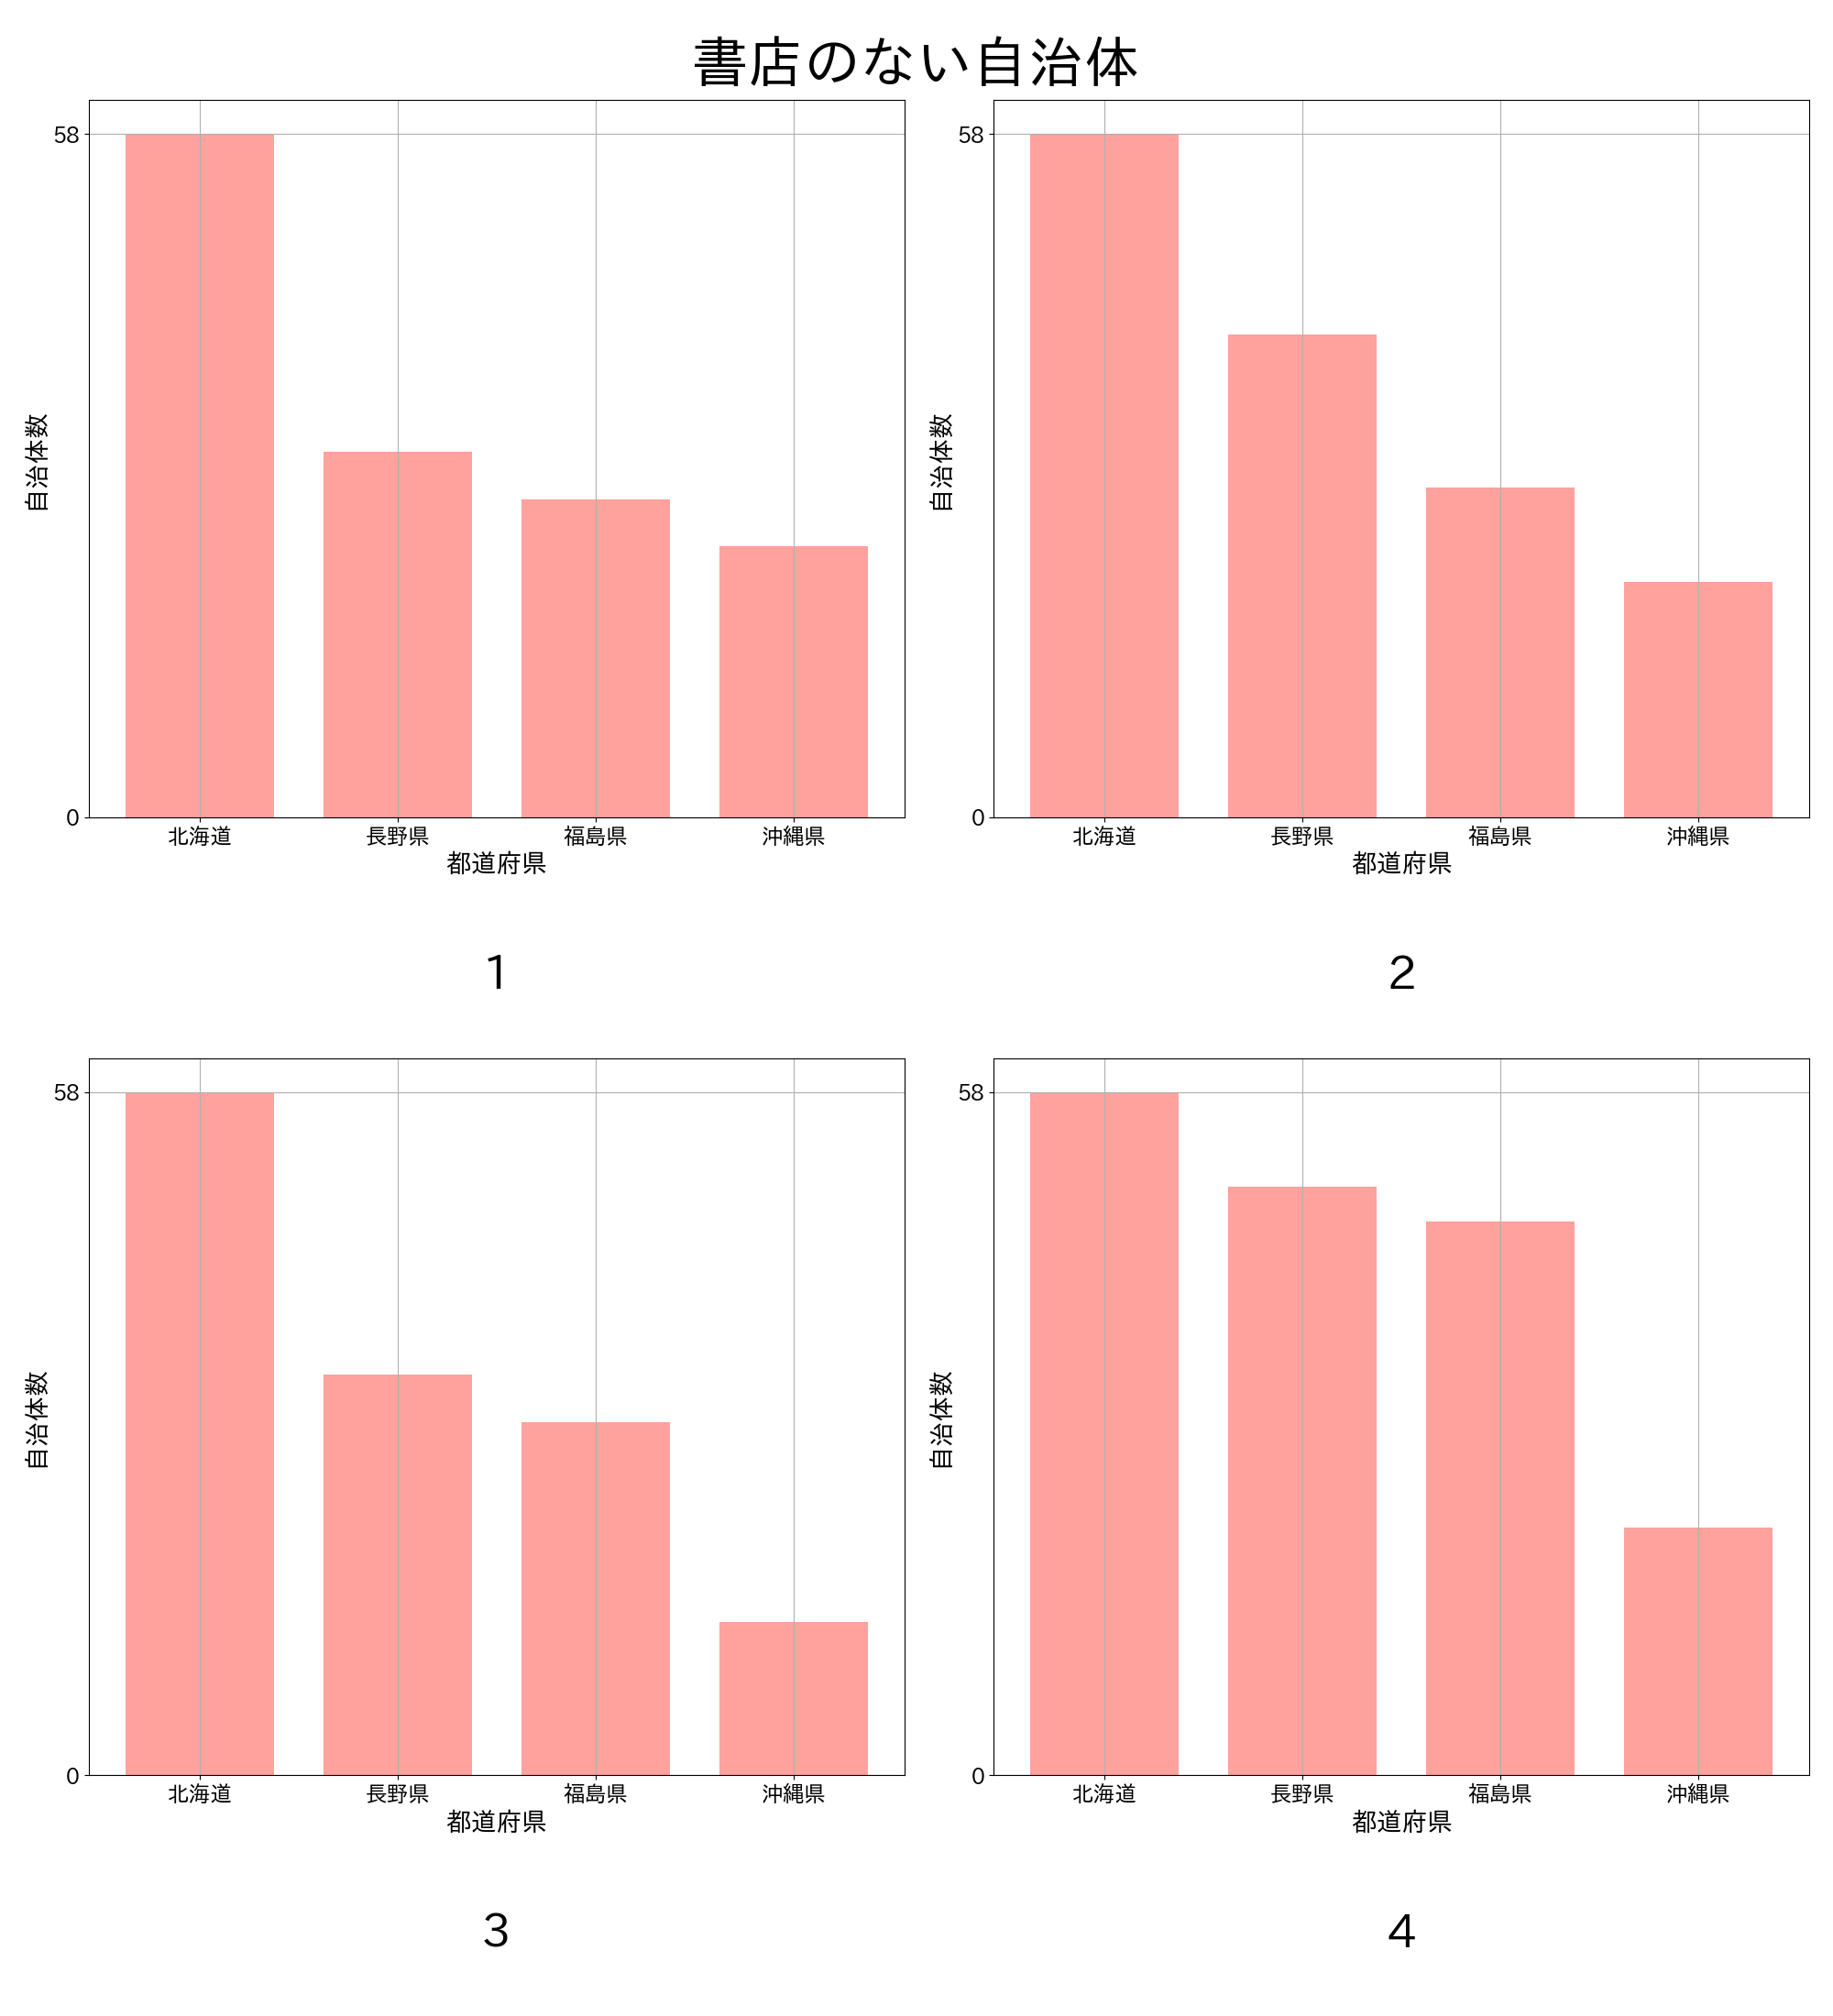 書店のない自治体
58
0
自治体数
北海道 長野県 福島県 沖縄県
都道府県
1
58
0
自治体数
北海道 長野県 福島県 沖縄県
都道府県
2
58
0
自治体数
北海道 長野県 福島県 沖縄県
都道府県
3
58
0
自治体数
北海道 長野県 福島県 沖縄県
都道府県
4